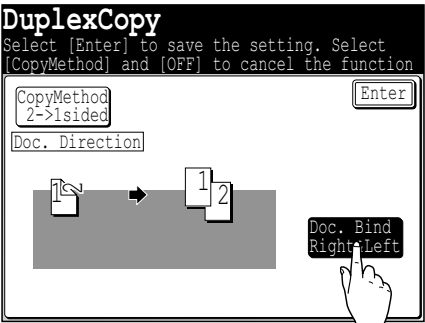 DuplexCopy
Select [Enter] to save the setting. Select
[CopyMethod] and [OFF] to cancel the function
CopyMethod
2->1sided
Enter
Doc. Direction
1 2
1
2
Doc. Bind
Right&Left